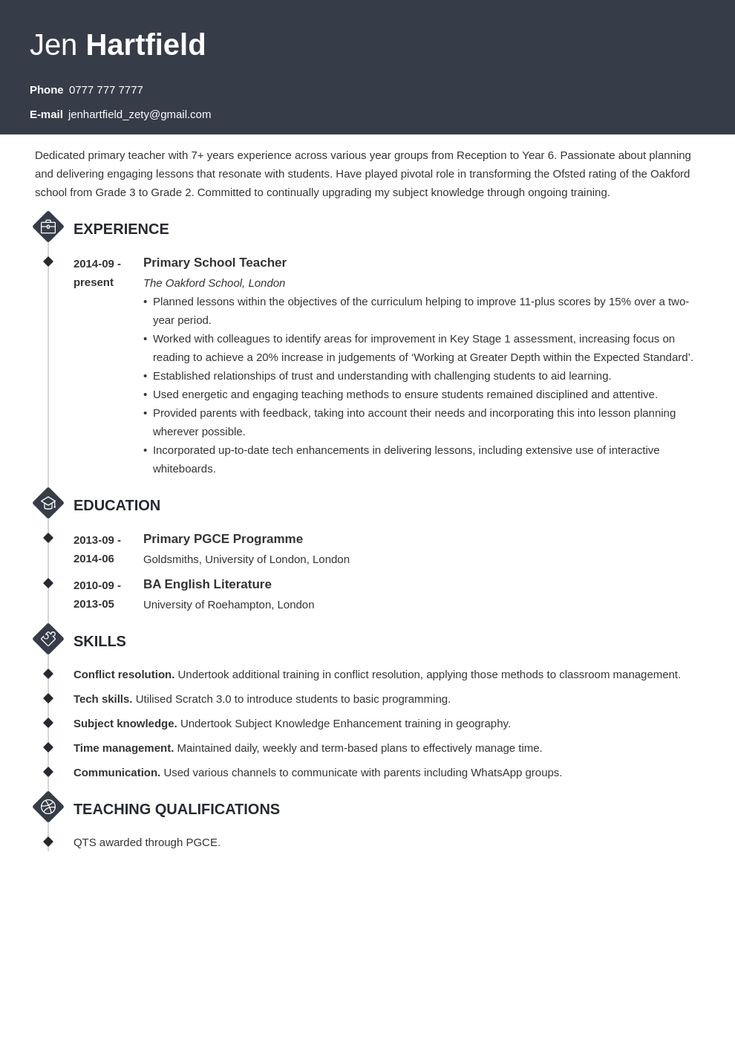 Jen Hartfield
Phone 0777 777 7777
E-mail jenhartfield_zety@gmail.com
Dedicated primary teacher with 7+ years experience across various year groups from Reception to Year 6. Passionate about planning
and delivering engaging lessons that resonate with students. Have played pivotal role in transforming the Ofsted rating of the Oakford
school from Grade 3 to Grade 2. Committed to continually upgrading my subject knowledge through ongoing training.
EXPERIENCE
2014-09 - present
Primary School Teacher
The Oakford School, London
• Planned lessons within the objectives of the curriculum helping to improve 11-plus scores by 15% over a two-
year period.
• Worked with colleagues to identify areas for improvement in Key Stage 1 assessment, increasing focus on
reading to achieve a 20% increase in judgements of ‘Working at Greater Depth within the Expected Standard’.
• Established relationships of trust and understanding with challenging students to aid learning.
• Used energetic and engaging teaching methods to ensure students remained disciplined and attentive.
• Provided parents with feedback, taking into account their needs and incorporating this into lesson planning
wherever possible.
• Incorporated up-to-date tech enhancements in delivering lessons, including extensive use of interactive
whiteboards.
EDUCATION
2013-09 - 2014-06
Primary PGCE Programme
Goldsmiths, University of London, London
2010-09 - 2013-05
BA English Literature
University of Roehampton, London
SKILLS
Conflict resolution. Undertook additional training in conflict resolution, applying those methods to classroom management.
Tech skills. Utilised Scratch 3.0 to introduce students to basic programming.
Subject knowledge. Undertook Subject Knowledge Enhancement training in geography.
Time management. Maintained daily, weekly and term-based plans to effectively manage time.
Communication. Used various channels to communicate with parents including WhatsApp groups.
TEACHING QUALIFICATIONS
QTS awarded through PGCE.